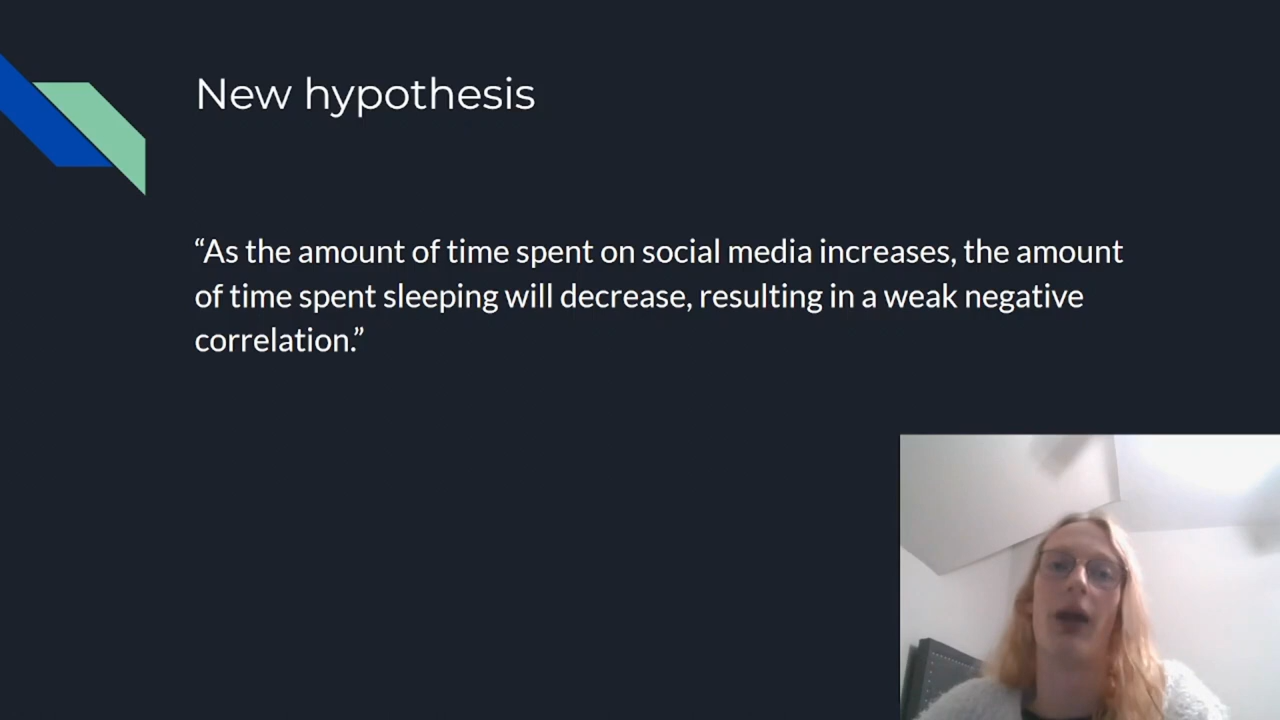 New hypothesis
“As the amount of time spent on social media increases, the amount
of time spent sleeping will decrease, resulting in a weak negative
correlation.”